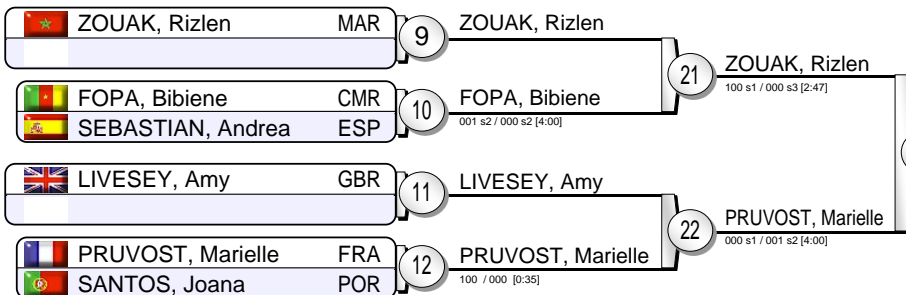 ZOUAK, Rizlen MAR
9
ZOUAK, Rizlen
21
ZOUAK, Rizlen
100 s1 / 000 s3 [2:47]
FOPA, Bibiene CMR
SEBASTIAN, Andrea ESP
10
FOPA, Bibiene
001 s2 / 000 s2 [4:00]
LIVESEY, Amy GBR
11
LIVESEY, Amy
22
PRUVOST, Marielle
000 s1 / 001 s2 [4:00]
PRUVOST, Marielle FRA
SANTOS, Joana POR
12
PRUVOST, Marielle
100 / 000 [0:35]